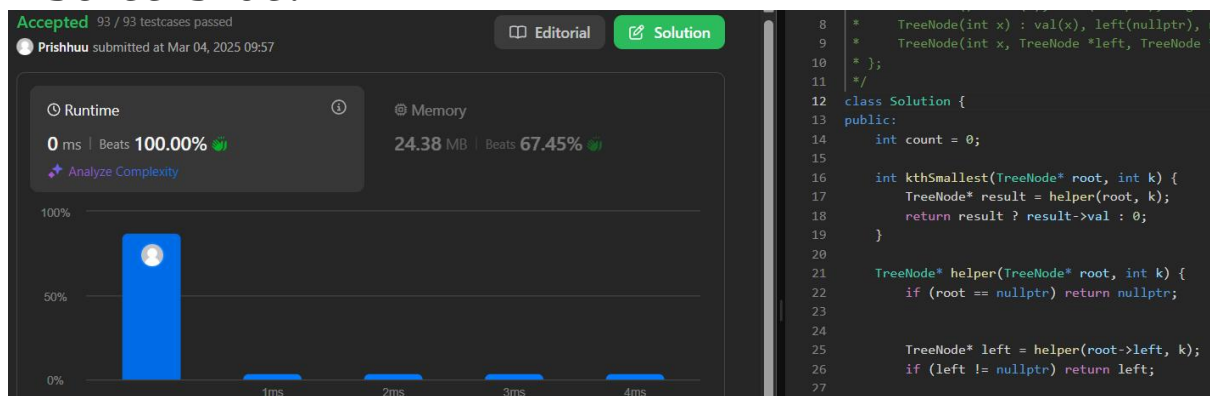 Accepted 93 / 93 testcases passed
Prishhuu submitted at Mar 04, 2025 09:57
Editorial
Solution
Runtime
0 ms | Beats 100.00%
Analyze Complexity
Memory
24.38 MB | Beats 67.45%
100%
50%
0%
1ms 2ms 3ms 4ms
8 * TreeNode(int x) : val(x), left(nullptr),
9 * TreeNode(int x, TreeNode *left, TreeNode
10 * };
11 */
12 class Solution {
13 public:
14 int count = 0;
15
16 int kthSmallest(TreeNode* root, int k) {
17 TreeNode* result = helper(root, k);
18 return result ? result->val : 0;
19 }
20
21 TreeNode* helper(TreeNode* root, int k) {
22 if (root == nullptr) return nullptr;
23
24
25 TreeNode* left = helper(root->left, k);
26 if (left != nullptr) return left;
27